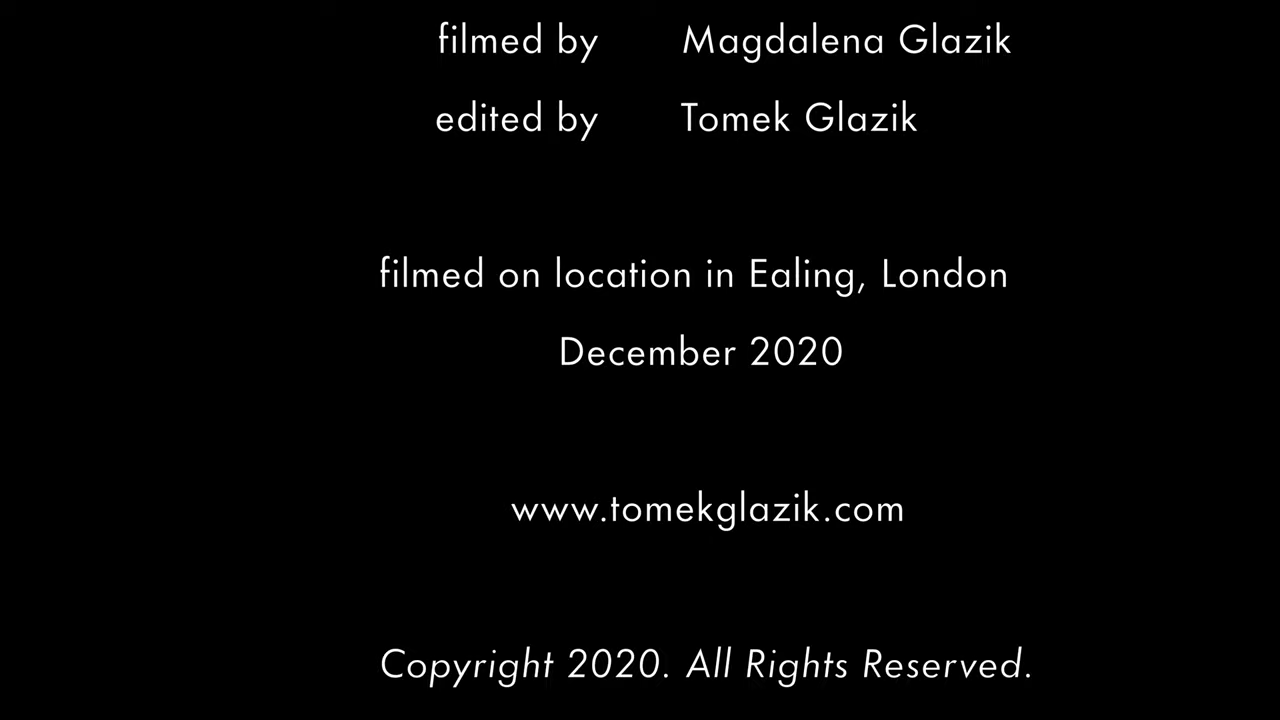 filmed by Magdalena Glazik
edited by Tomek Glazik
filmed on location in Ealing, London
December 2020
www.tomekglazik.com
Copyright 2020. All Rights Reserved.